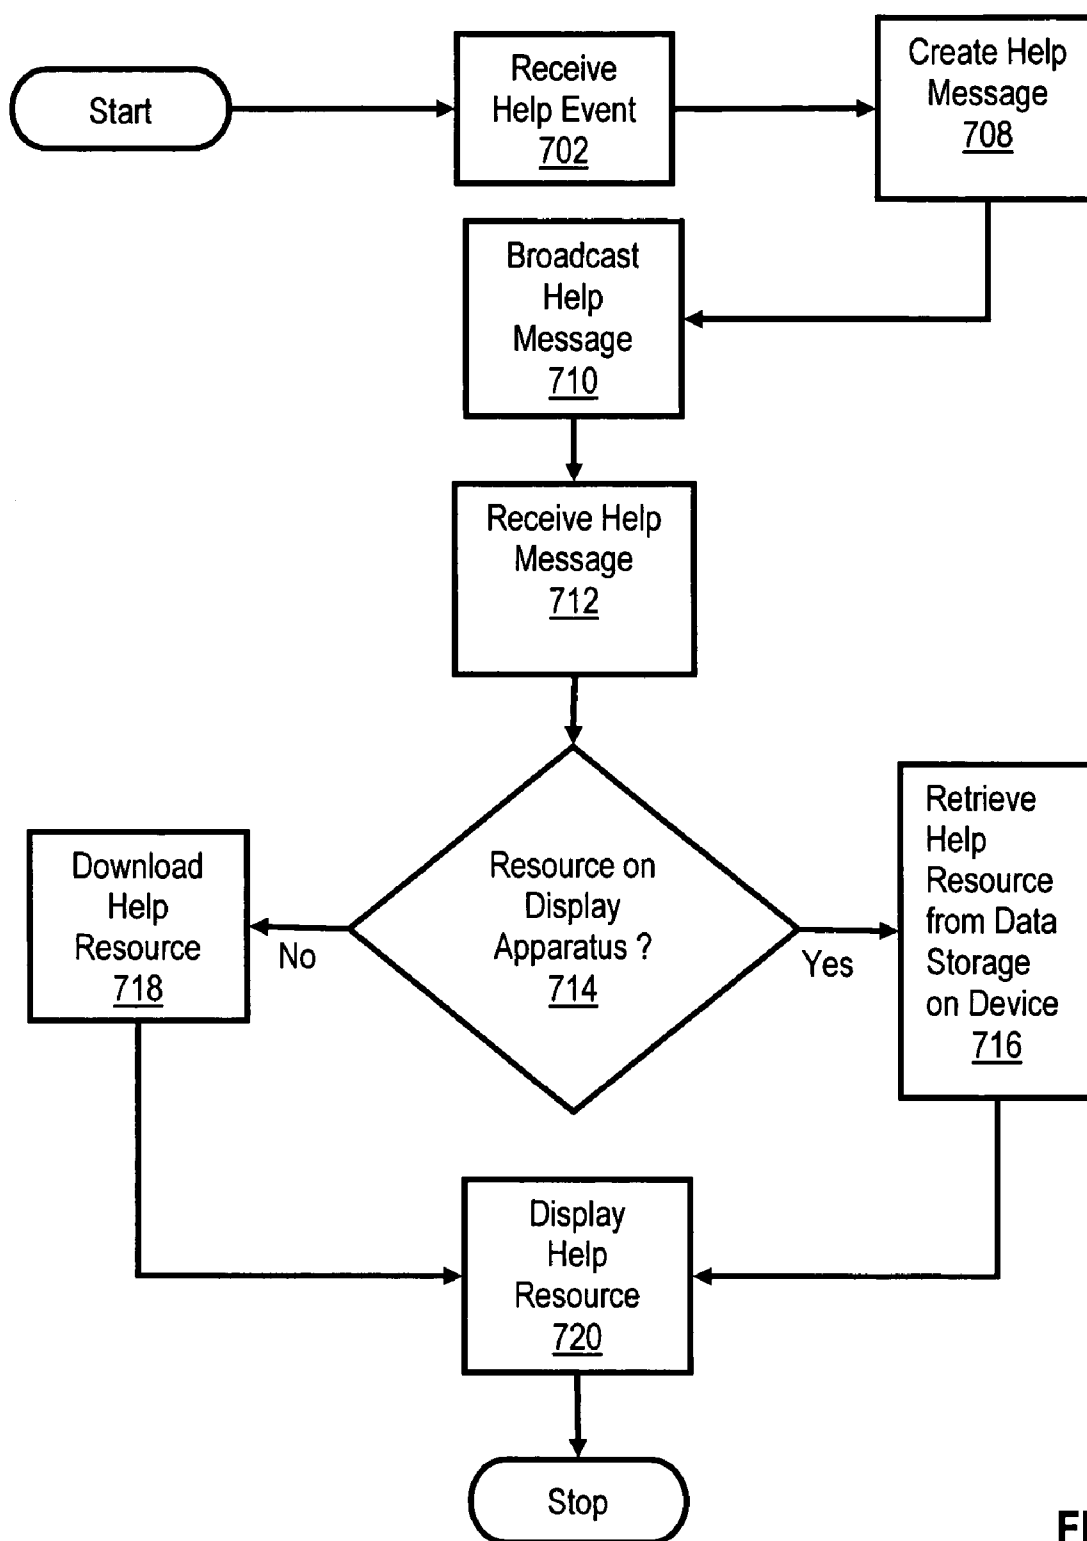 Start
Receive
Help Event
702
Create Help
Message
708
Broadcast
Help
Message
710
Receive Help
Message
712
Resource on
Display
Apparatus ?
714
No
Yes
Download
Help
Resource
718
Retrieve
Help
Resource
from Data
Storage
on Device
716
Display
Help
Resource
720
Stop